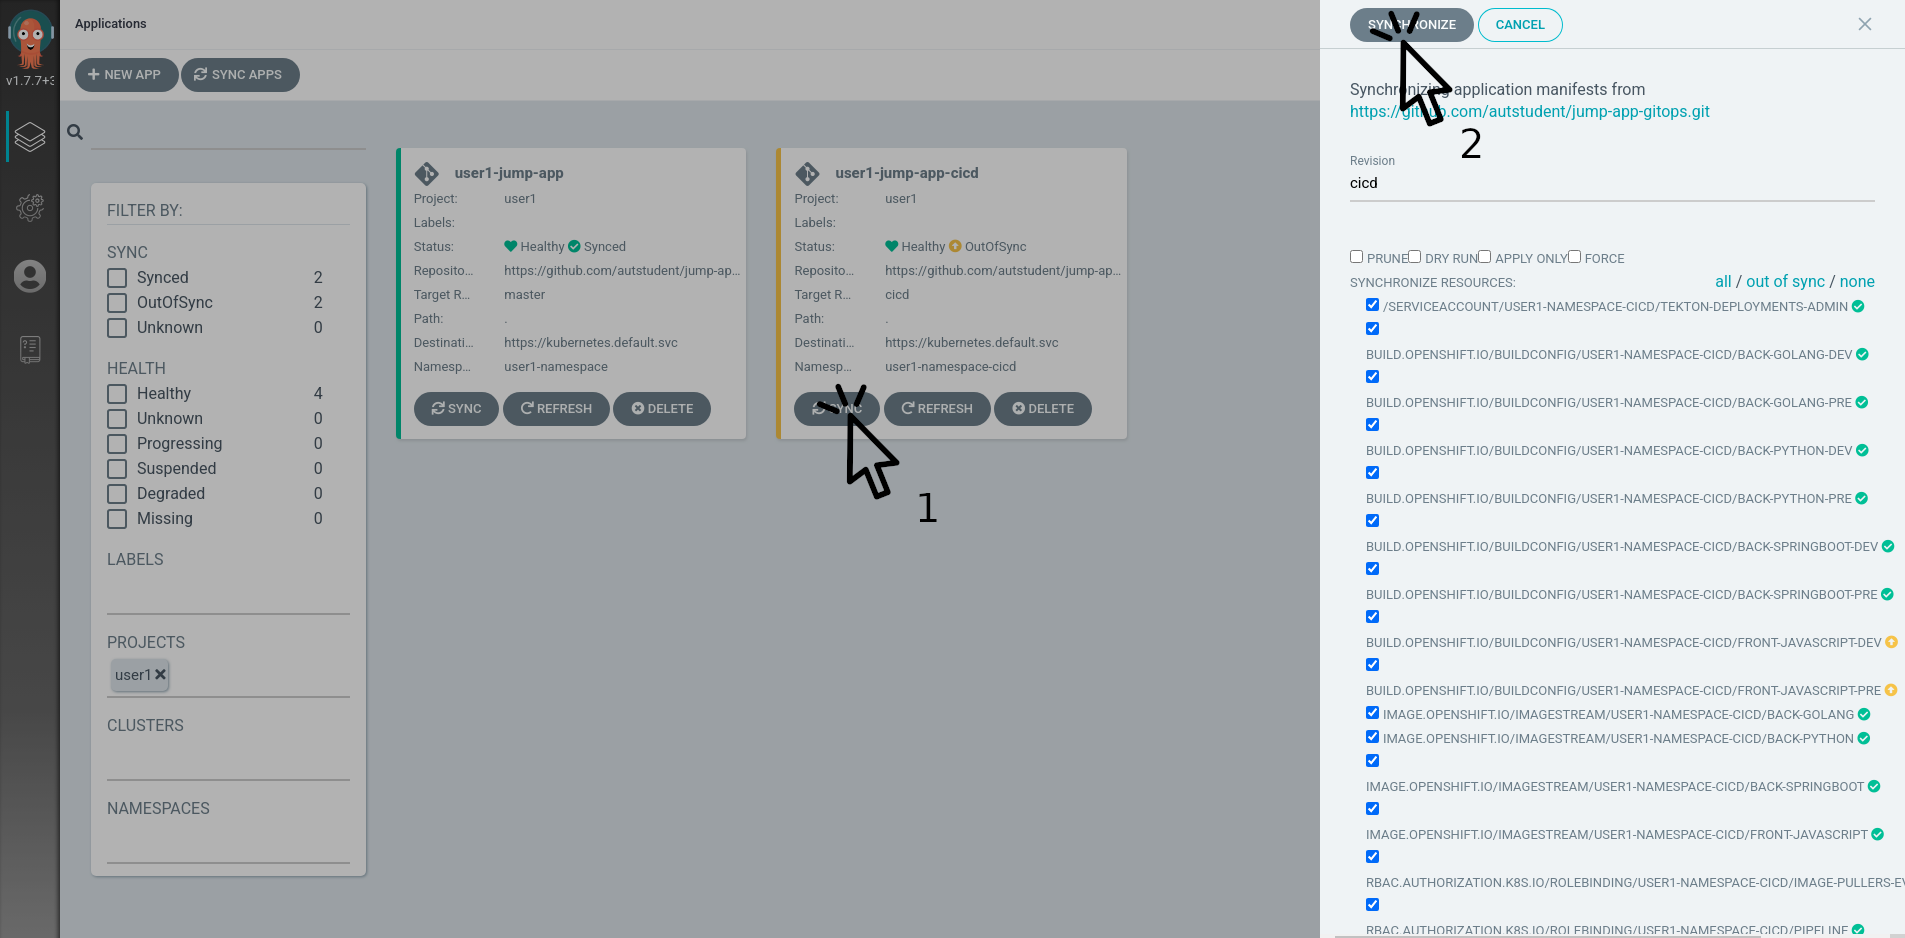 v1.7.7+3
Applications
NEW APP
SYNC APPS
FILTER BY:
SYNC
Synced 2
OutOfSync 2
Unknown 0
HEALTH
Healthy 4
Unknown 0
Progressing 0
Suspended 0
Degraded 0
Missing 0
LABELS
PROJECTS
user1
CLUSTERS
NAMESPACES
user1-jump-app
Project: user1
Labels:
Status: Healthy Synced
Reposito... https://github.com/autstudent/jump-ap...
Target R... master
Path: .
Destinati... https://kubernetes.default.svc
Namesp... user1-namespace
SYNC REFRESH DELETE
user1-jump-app-cicd
Project: user1
Labels:
Status: Healthy OutOfSync
Reposito... https://github.com/autstudent/jump-ap...
Target R... cicd
Path: .
Destinati... https://kubernetes.default.svc
Namesp... user1-namespace-cicd
SYNC REFRESH DELETE
1
SYNCHRONIZE CANCEL
Synchronizing application manifests from
https://github.com/autstudent/jump-app-gitops.git
2
Revision
cicd
PRUNE DRY RUN APPLY ONLY FORCE
SYNCHRONIZE RESOURCES: all / out of sync / none
/SERVICEACCOUNT/USER1-NAMESPACE-CICD/TEKTON-DEPLOYMENTS-ADMIN
BUILD.OPENSHIFT.IO/BUILDCONFIG/USER1-NAMESPACE-CICD/BACK-GOLANG-DEV
BUILD.OPENSHIFT.IO/BUILDCONFIG/USER1-NAMESPACE-CICD/BACK-GOLANG-PRE
BUILD.OPENSHIFT.IO/BUILDCONFIG/USER1-NAMESPACE-CICD/BACK-PYTHON-DEV
BUILD.OPENSHIFT.IO/BUILDCONFIG/USER1-NAMESPACE-CICD/BACK-PYTHON-PRE
BUILD.OPENSHIFT.IO/BUILDCONFIG/USER1-NAMESPACE-CICD/BACK-SPRINGBOOT-DEV
BUILD.OPENSHIFT.IO/BUILDCONFIG/USER1-NAMESPACE-CICD/BACK-SPRINGBOOT-PRE
BUILD.OPENSHIFT.IO/BUILDCONFIG/USER1-NAMESPACE-CICD/FRONT-JAVASCRIPT-DEV
BUILD.OPENSHIFT.IO/BUILDCONFIG/USER1-NAMESPACE-CICD/FRONT-JAVASCRIPT-PRE
IMAGE.OPENSHIFT.IO/IMAGESTREAM/USER1-NAMESPACE-CICD/BACK-GOLANG
IMAGE.OPENSHIFT.IO/IMAGESTREAM/USER1-NAMESPACE-CICD/BACK-PYTHON
IMAGE.OPENSHIFT.IO/IMAGESTREAM/USER1-NAMESPACE-CICD/BACK-SPRINGBOOT
IMAGE.OPENSHIFT.IO/IMAGESTREAM/USER1-NAMESPACE-CICD/FRONT-JAVASCRIPT
RBAC.AUTHORIZATION.K8S.IO/ROLEBINDING/USER1-NAMESPACE-CICD/IMAGE-PULLERS-EV
RBAC.AUTHORIZATION.K8S.IO/ROLEBINDING/USER1-NAMESPACE-CICD/PIPELINE